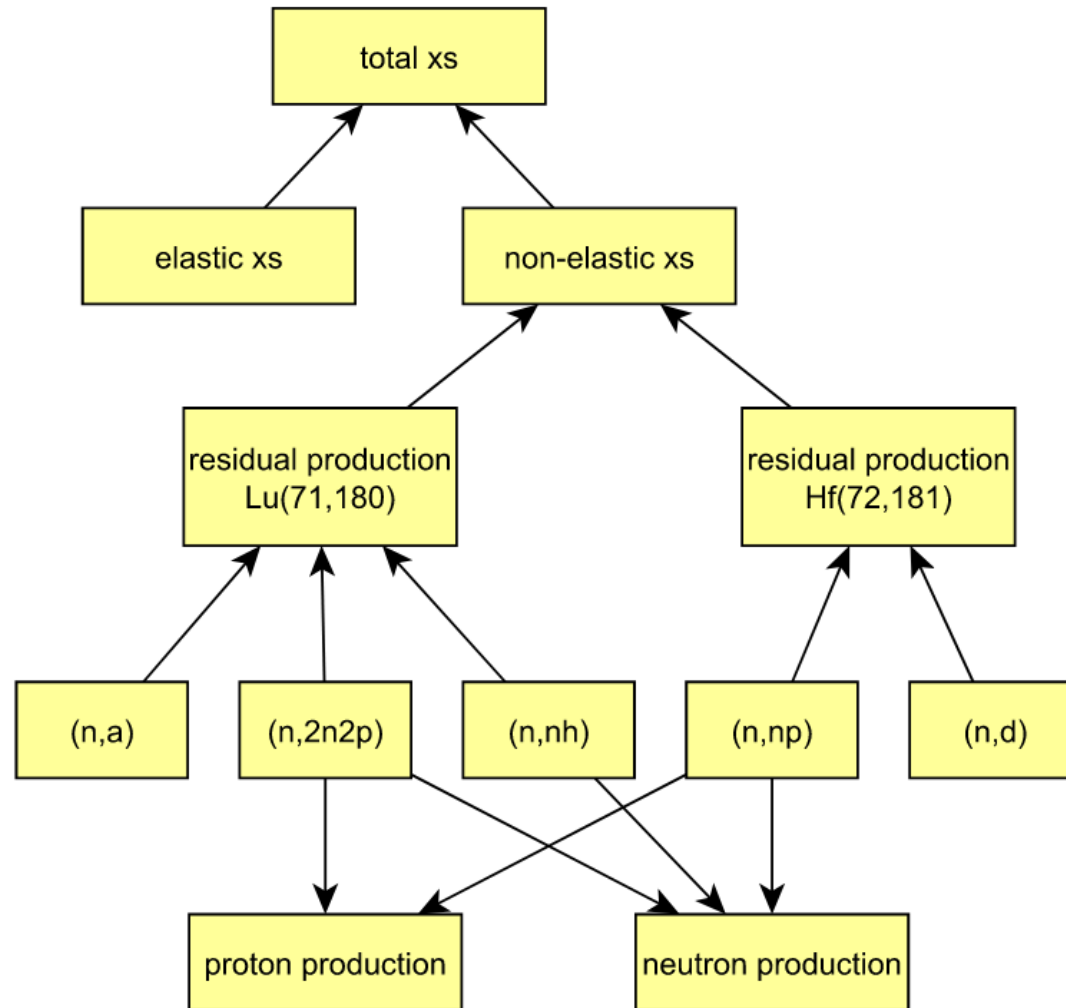 total xs
elastic xs
non-elastic xs
residual production
Lu(71,180)
residual production
Hf(72,181)
(n,a)
(n,2n2p)
(n,nh)
(n,np)
(n,d)
proton production
neutron production